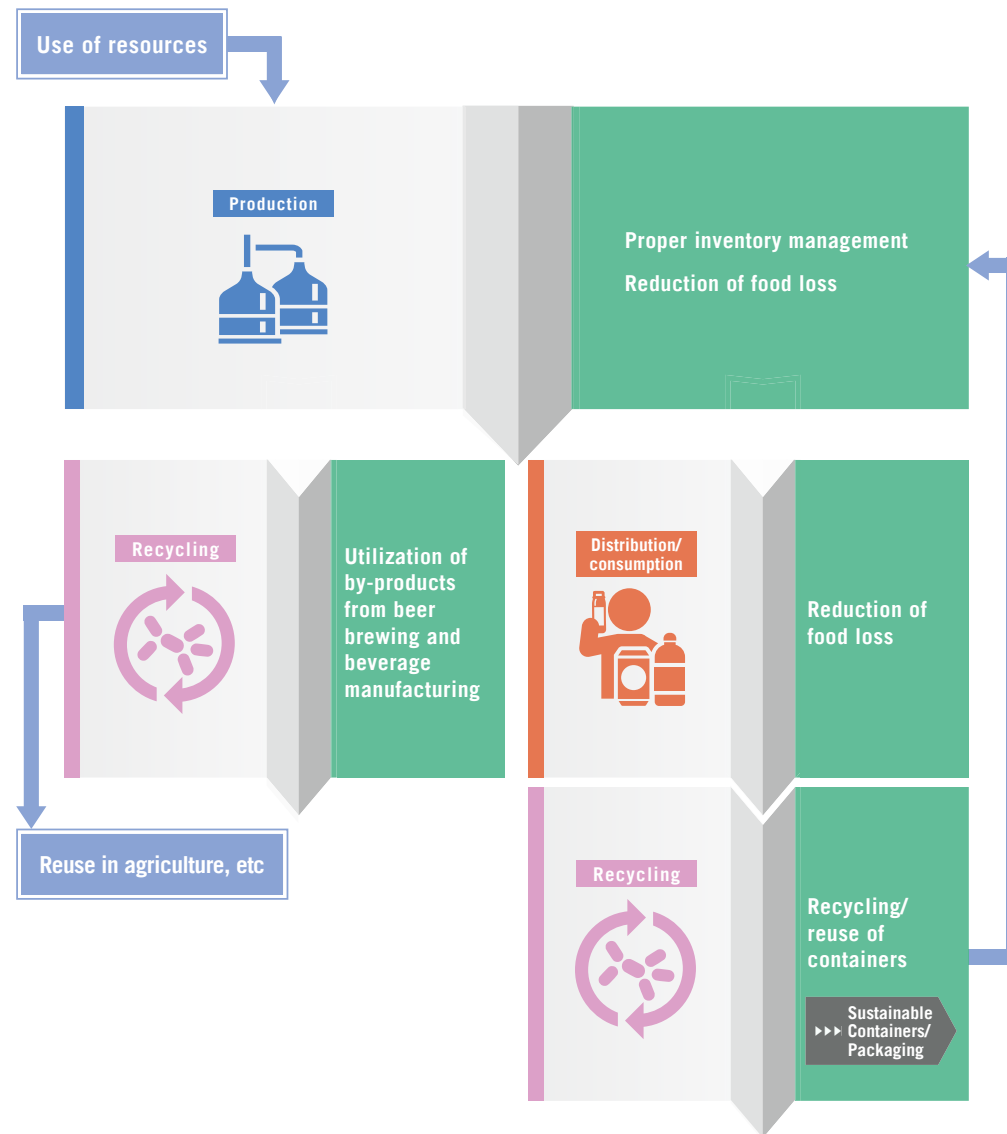 Use of resources
Production
Proper inventory management
Reduction of food loss
Recycling
Utilization of
by-products
from beer
brewing and
beverage
manufacturing
Distribution/
consumption
Reduction of
food loss
Reuse in agriculture, etc
Recycling
Recycling/
reuse of
containers
Sustainable
Containers/
Packaging